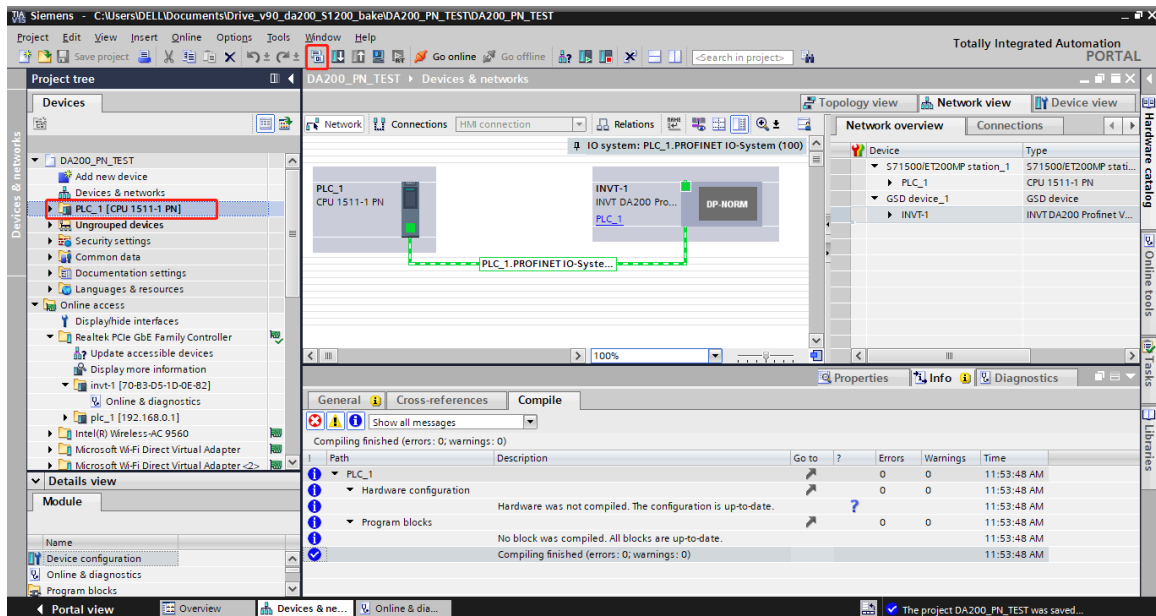 Siemens - C:\Users\DELL\Documents\Drive_v90_da200_S1200_bake\DA200_PN_TEST\DA200_PN_TEST
Project Edit View Insert Online Options Tools Window Help
Totally Integrated Automation
PORTAL
Save project
Go online
Go offline
<Search in project>
Project tree
DA200_PN_TEST
Devices & networks
Devices
Topology view
Network view
Device view
Network
Connections
HMI connection
Relations
Network overview
Connections
IO system: PLC_1.PROFINET IO-System (100)
Devices & networks
DA200_PN_TEST
Add new device
Devices & networks
PLC_1 [CPU 1511-1 PN]
Ungrouped devices
Security settings
Common data
Documentation settings
Languages & resources
Online access
Display/hide interfaces
Realtek PCIe GbE Family Controller
Update accessible devices
Display more information
invt-1 [70-B3-D5-1D-0E-82]
Online & diagnostics
plc_1 [192.168.0.1]
Intel(R) Wireless-AC 9560
Microsoft Wi-Fi Direct Virtual Adapter
Microsoft Wi-Fi Direct Virtual Adapter <2>
PLC_1
CPU 1511-1 PN
INVT-1
INVT DA200 Pro...
PLC_1
DP-NORM
PLC_1.PROFINET IO-Syste...
100%
Device Type
S71500/ET200MP station_1 S71500/ET200MP stati...
PLC_1 CPU 1511-1 PN
GSD device_1 GSD device
INVT-1 INVT DA200 Profinet V...
Hardware catalog
Online tools
Tasks
Libraries
Properties
Info
Diagnostics
General
Cross-references
Compile
Show all messages
Compiling finished (errors: 0; warnings: 0)
! Path Description Go to ? Errors Warnings Time
PLC_1 0 0 11:53:48 AM
Hardware configuration 0 0 11:53:48 AM
Hardware was not compiled. The configuration is up-to-date. ? 11:53:48 AM
Program blocks 0 0 11:53:48 AM
No block was compiled. All blocks are up-to-date. 11:53:48 AM
Compiling finished (errors: 0; warnings: 0) 11:53:48 AM
Details view
Module
Name
Device configuration
Online & diagnostics
Program blocks
Portal view
Overview
Devices & ne...
Online & dia...
The project DA200_PN_TEST was saved...